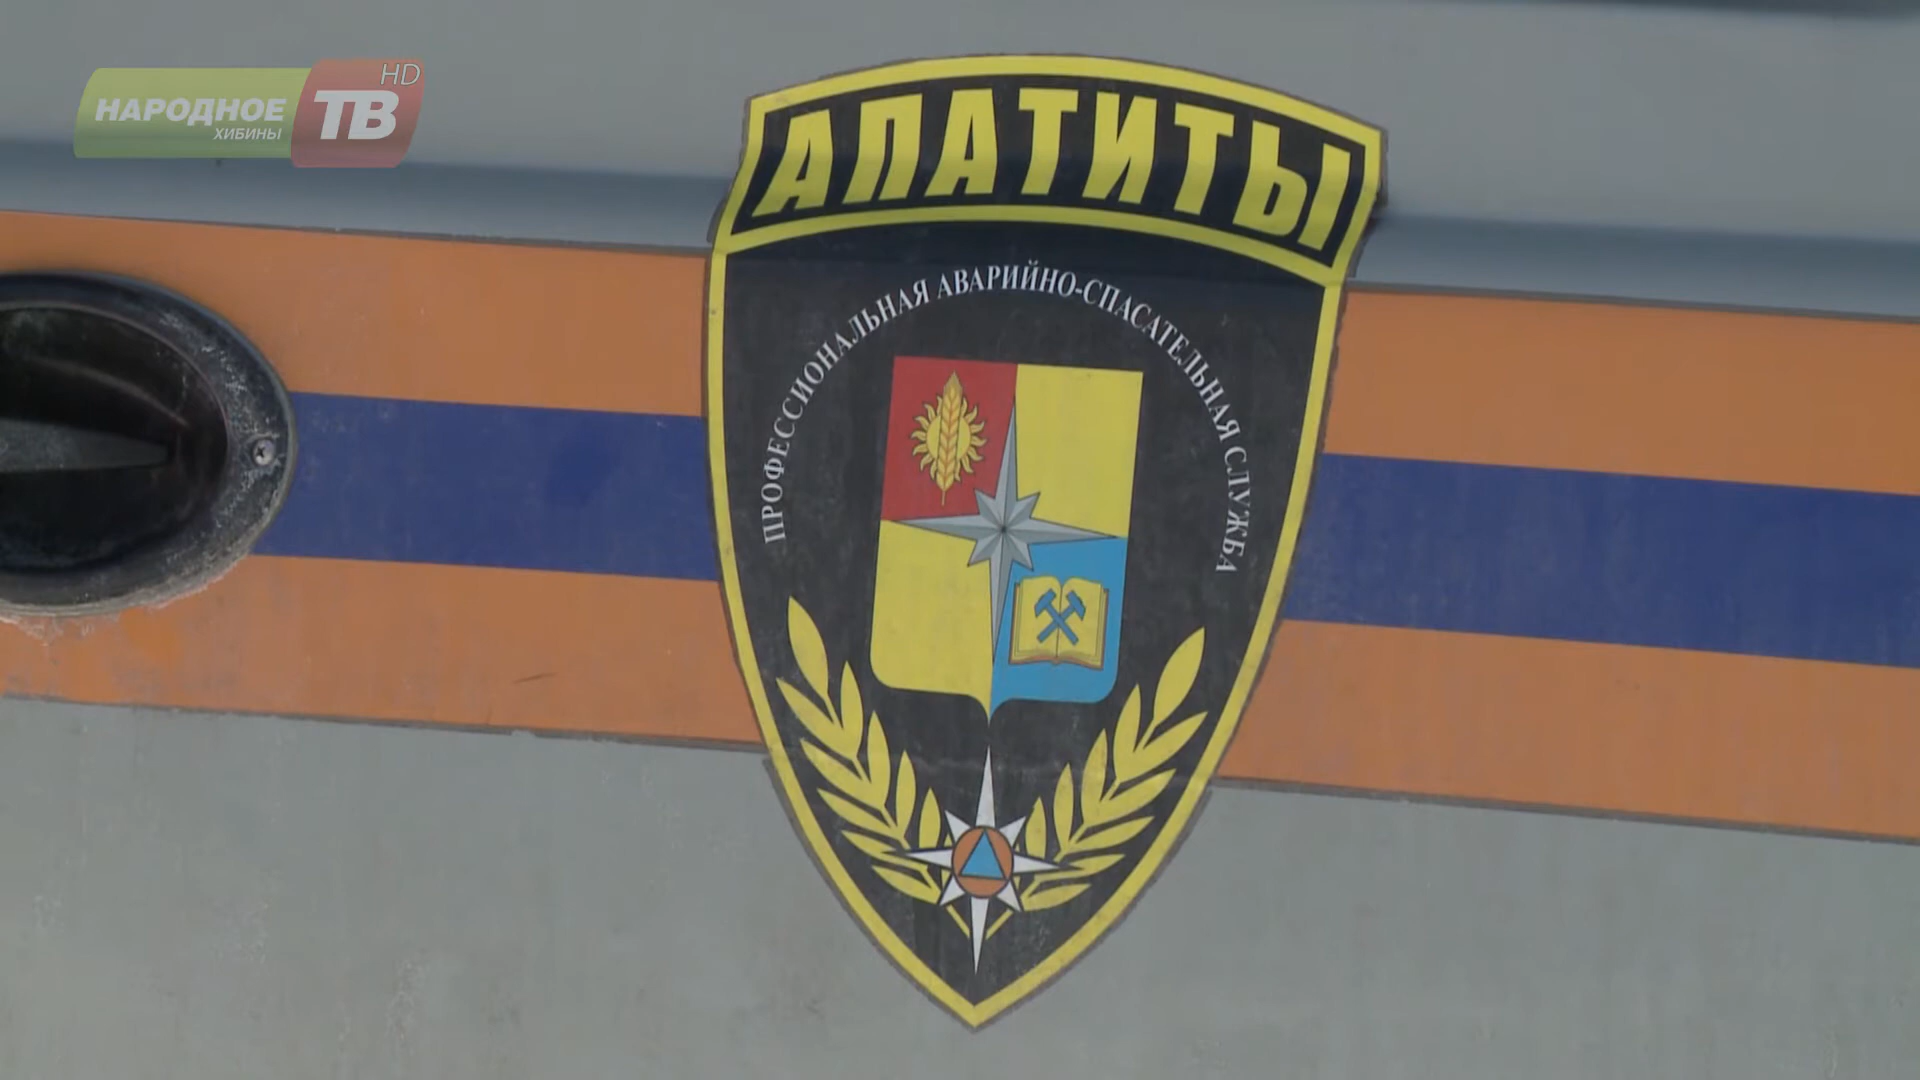 НАРОДНОЕ
ХИБИНЫ
ТВ
HD
АПАТИТЫ
ПРОФЕССИОНАЛЬНАЯ АВАРИЙНО-СПАСАТЕЛЬНАЯ СЛУЖБА